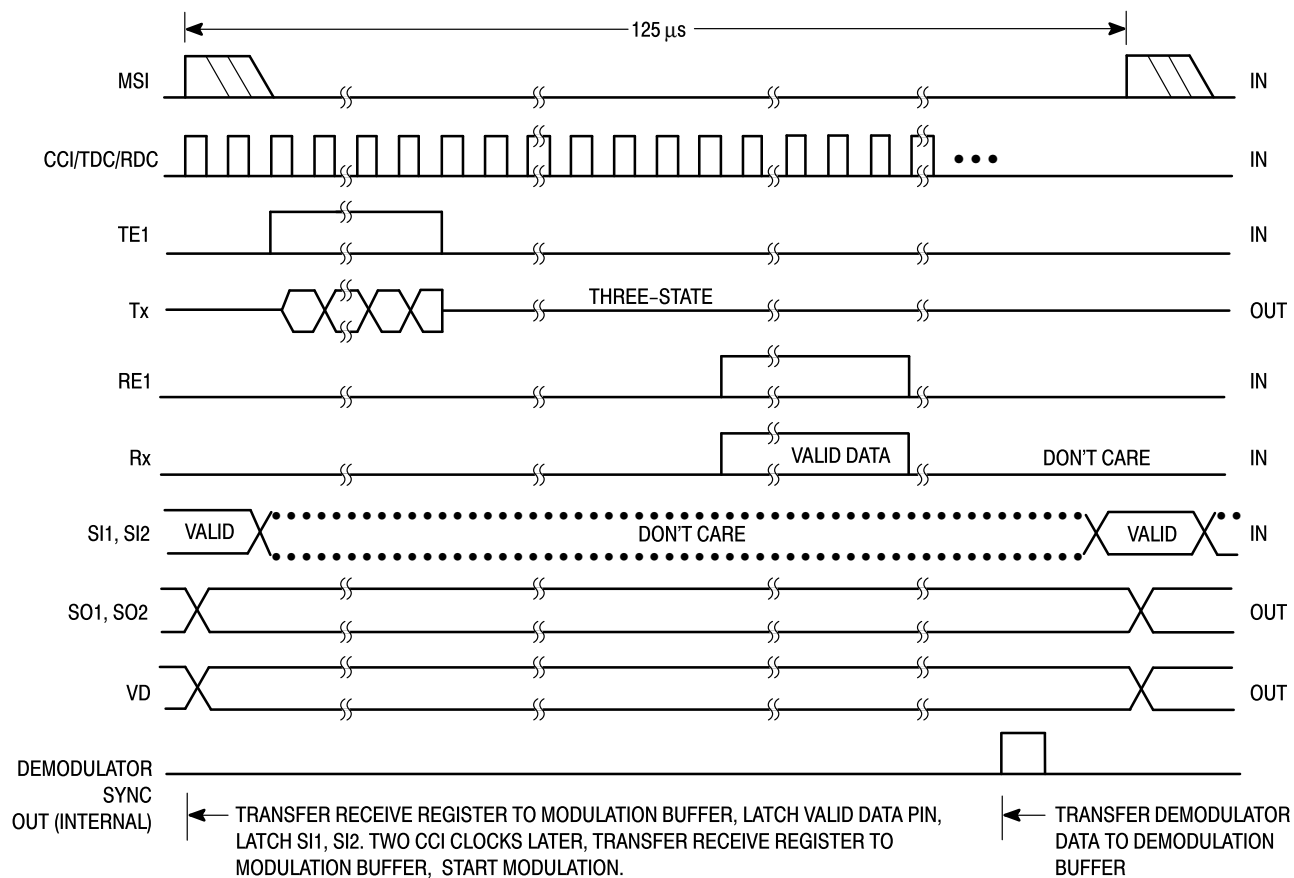 125 μs
MSI IN
CCI/TDC/RDC IN
TE1 IN
Tx THREE–STATE OUT
RE1 IN
Rx VALID DATA DON'T CARE IN
SI1, SI2 VALID DON'T CARE VALID IN
SO1, SO2 OUT
VD OUT
DEMODULATOR
SYNC
OUT (INTERNAL)
TRANSFER RECEIVE REGISTER TO MODULATION BUFFER, LATCH VALID DATA PIN,
LATCH SI1, SI2. TWO CCI CLOCKS LATER, TRANSFER RECEIVE REGISTER TO
MODULATION BUFFER, START MODULATION.
TRANSFER DEMODULATOR
DATA TO DEMODULATION
BUFFER